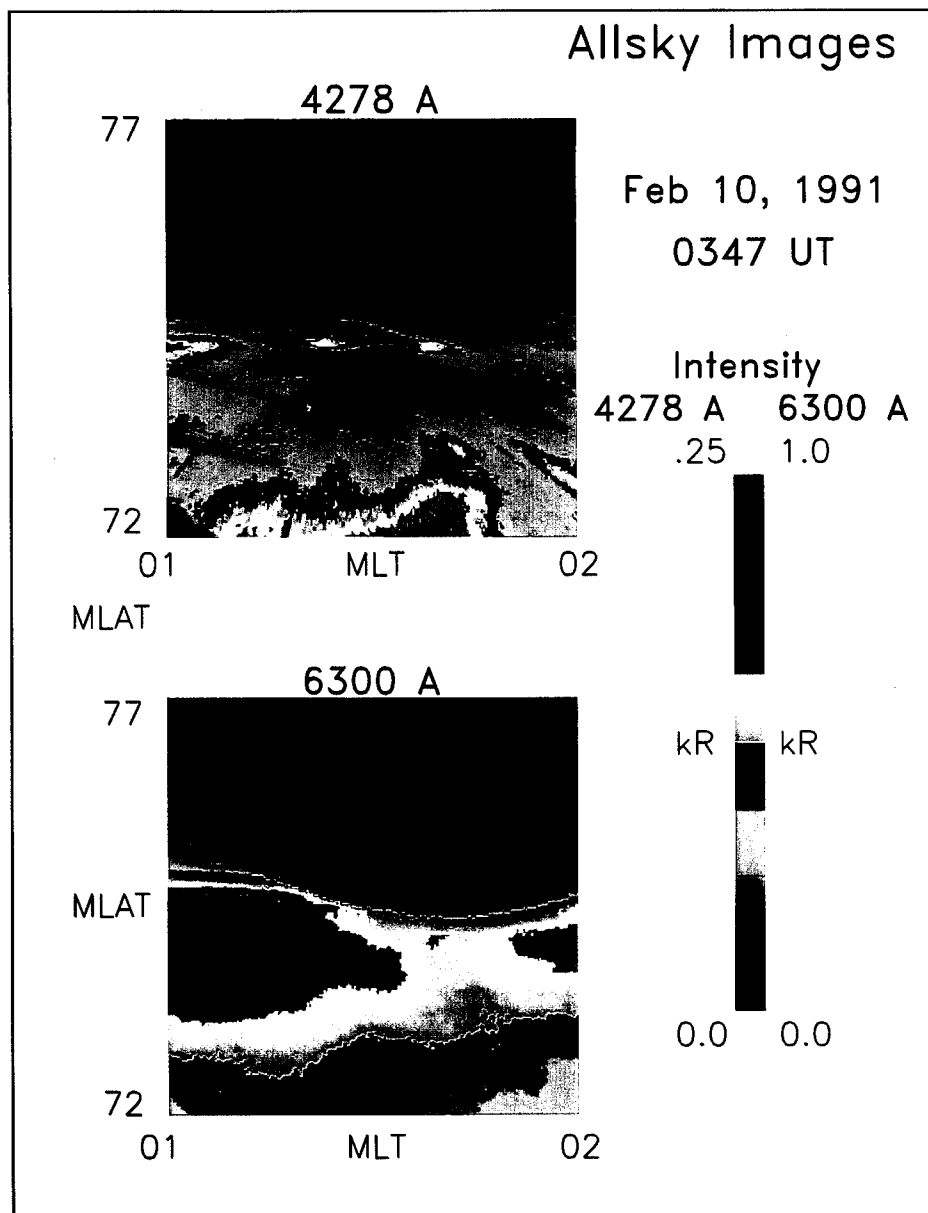 Allsky Images
4278 A
77
Feb 10, 1991
0347 UT
Intensity
4278 A 6300 A
.25 1.0
72
01 MLT 02
MLAT
6300 A
77
kR kR
MLAT
0.0 0.0
72
01 MLT 02